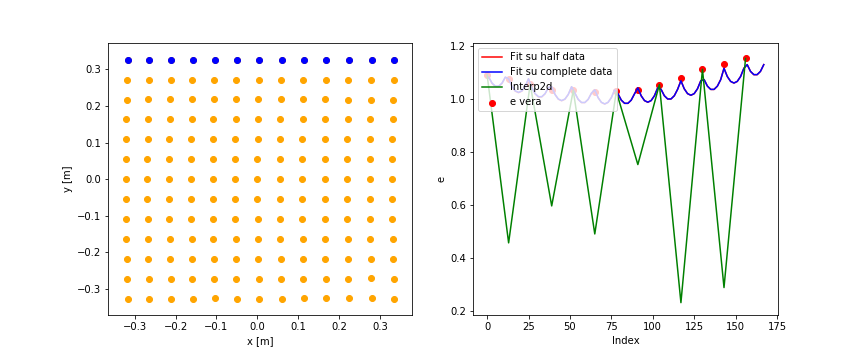 0.3
0.2
0.1
0.0
−0.1
−0.2
−0.3
y [m]
−0.3 −0.2 −0.1 0.0 0.1 0.2 0.3
x [m]
1.2
1.0
0.8
0.6
0.4
0.2
e
Fit su half data
Fit su complete data
Interp2d
e vera
0 25 50 75 100 125 150 175
Index